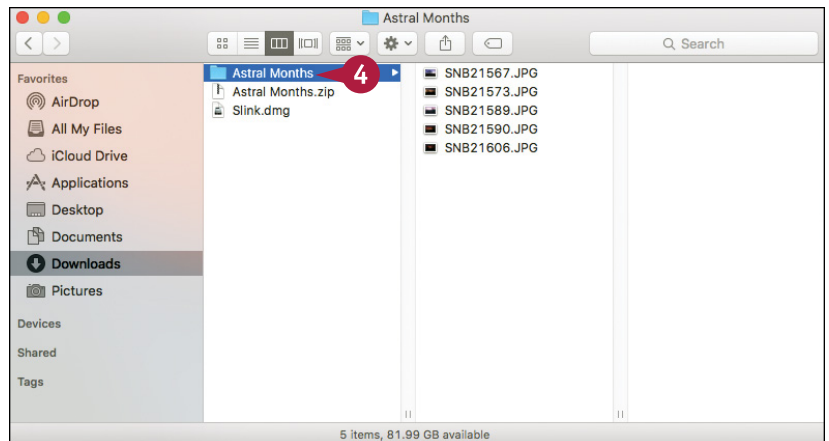 Astral Months
Search
Favorites
AirDrop
All My Files
iCloud Drive
Applications
Desktop
Documents
Downloads
Pictures
Devices
Shared
Tags
Astral Months
4
Astral Months.zip
Slink.dmg
SNB21567.JPG
SNB21573.JPG
SNB21589.JPG
SNB21590.JPG
SNB21606.JPG
5 items, 81.99 GB available